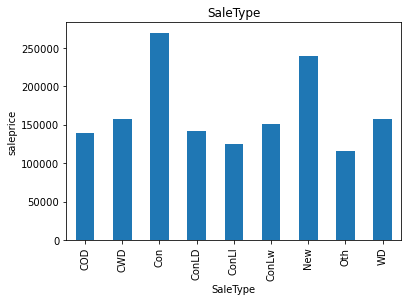 SaleType
saleprice
250000
200000
150000
100000
50000
0
COD
CWD
Con
ConLD
ConLI
ConLw
New
Oth
WD
SaleType